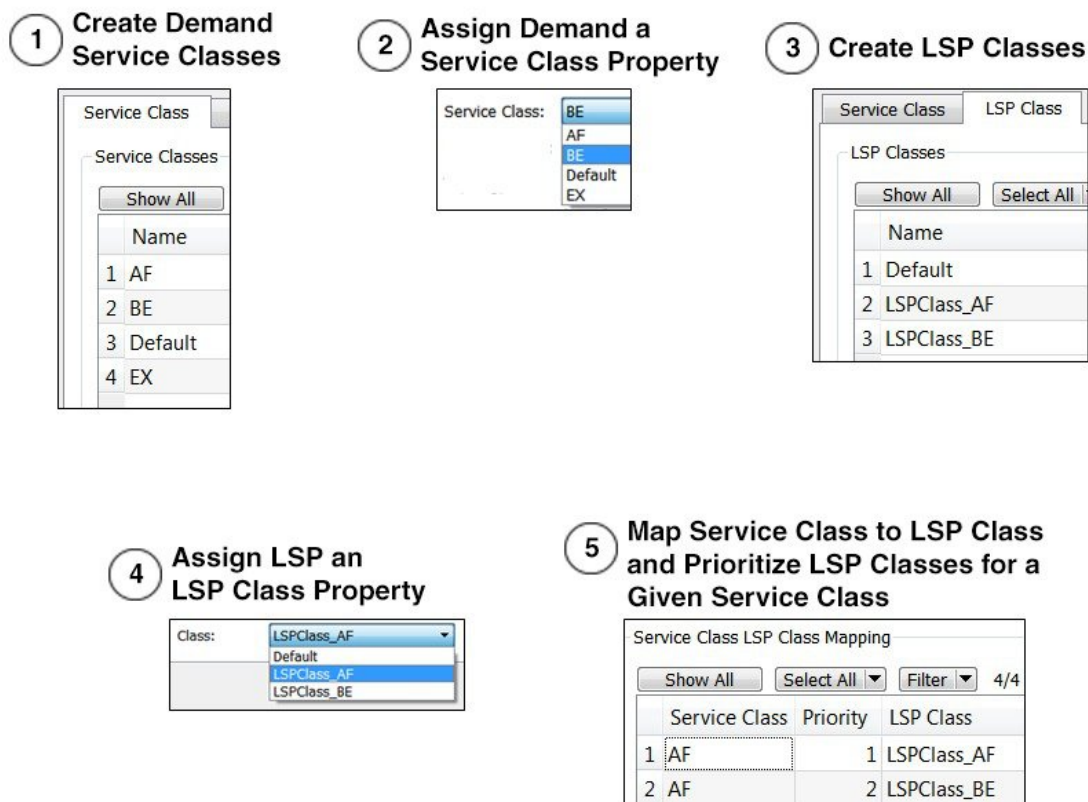 1
Create Demand
Service Classes
Service Class
Service Classes
Show All
Name
1 AF
2 BE
3 Default
4 EX
2
Assign Demand a
Service Class Property
Service Class: BE
AF
BE
Default
EX
3
Create LSP Classes
Service Class LSP Class
LSP Classes
Show All Select All
Name
1 Default
2 LSPClass_AF
3 LSPClass_BE
4
Assign LSP an
LSP Class Property
Class: LSPClass_AF
Default
LSPClass_AF
LSPClass_BE
5
Map Service Class to LSP Class
and Prioritize LSP Classes for a
Given Service Class
Service Class LSP Class Mapping
Show All Select All Filter 4/4
Service Class Priority LSP Class
1 AF 1 LSPClass_AF
2 AF 2 LSPClass_BE